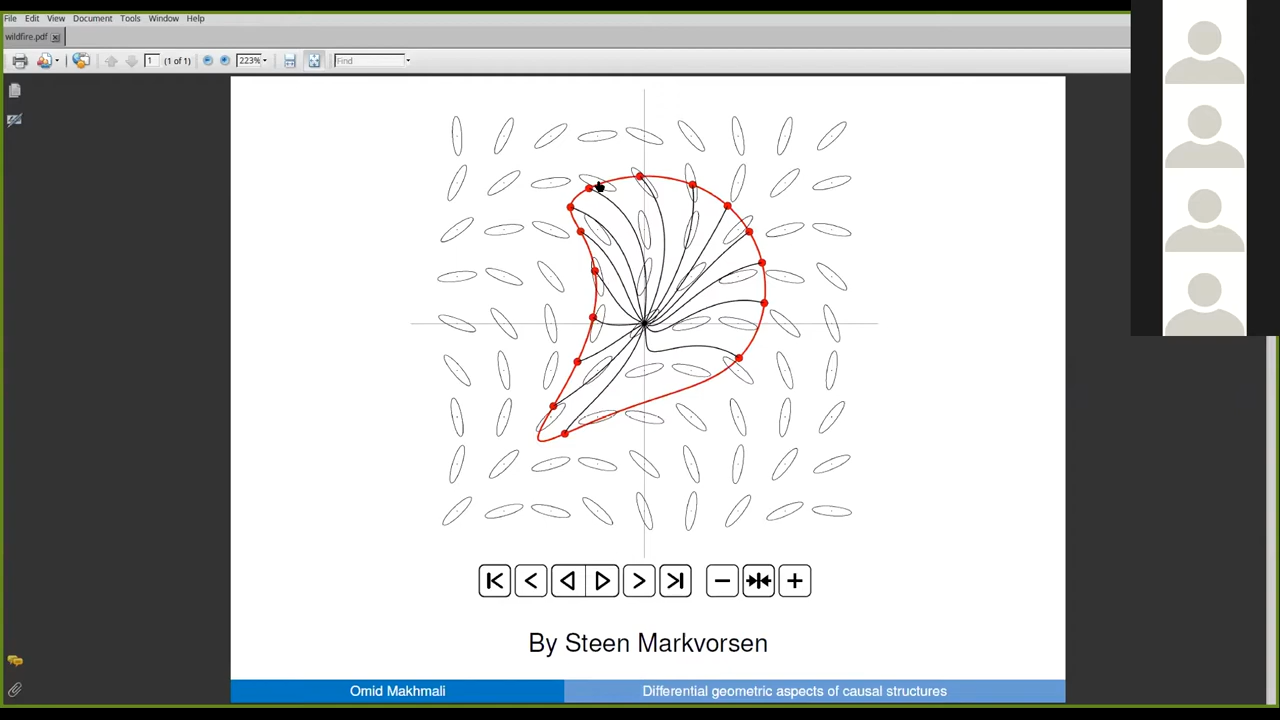 File Edit View Document Tools Window Help
wildfire.pdf
1 (1 of 1) 223% Find
By Steen Markvorsen
Omid Makhmali Differential geometric aspects of causal structures